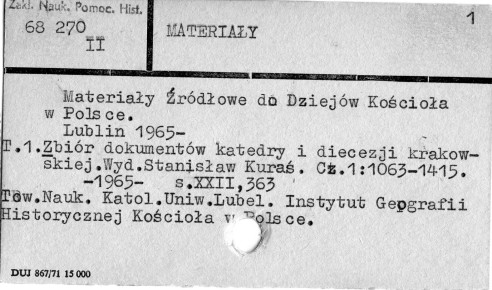 Zakł. Nauk. Pomoc. Hist.
68 270
II
MATERIAŁY
1
Materiały Źródłowe do Dziejów Kościoła
w Polsce.
Lublin 1965-
T.1.Zbiór dokumentów katedry i diecezji krakow-
skiej.Wyd.Stanisław Kuraś. Cz.1:1063-1415.
-1965- s.XXII,363
Tow.Nauk. Katol.Uniw.Lubel. Instytut Geografii
Historycznej Kościoła w Polsce.
DUJ 867/71 15 000